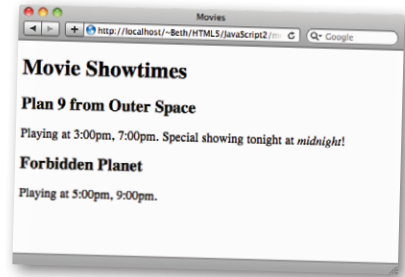 Movies
http://localhost/~Beth/HTML5/JavaScript2/m
Google
Movie Showtimes
Plan 9 from Outer Space
Playing at 3:00pm, 7:00pm. Special showing tonight at midnight!
Forbidden Planet
Playing at 5:00pm, 9:00pm.